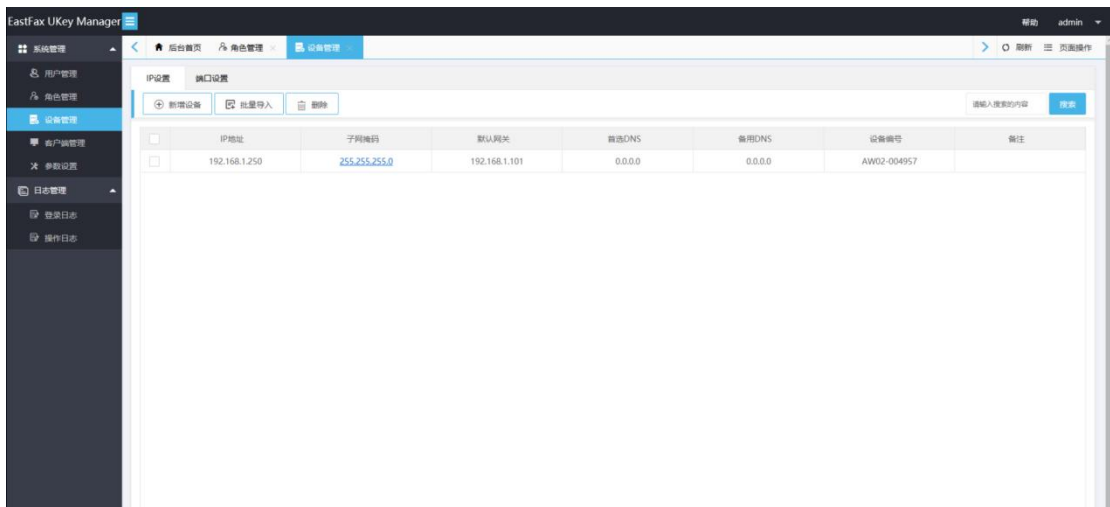 EastFax UKey Manager 帮助 admin
系统管理 后台首页 角色管理 设备管理 刷新 页面操作
用户管理
角色管理
设备管理
客户端管理
参数设置
日志管理
登录日志
操作日志
IP设置 端口设置
新增设备 批量导入 删除 请输入搜索的内容 搜索
IP地址 子网掩码 默认网关 首选DNS 备用DNS 设备编号 备注
192.168.1.250 255.255.255.0 192.168.1.101 0.0.0.0 0.0.0.0 AW02-004957